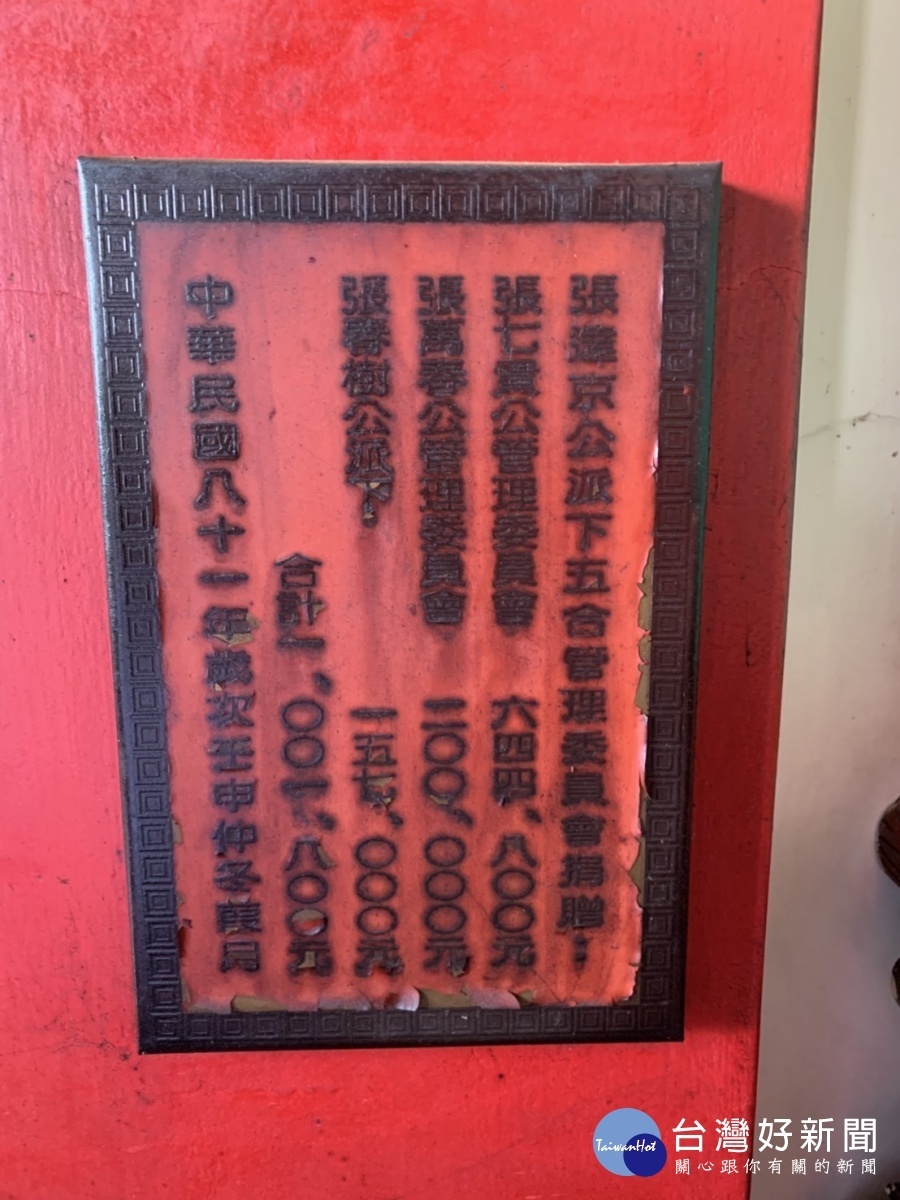 張達京公派下五合管理委員會捐贈：
張七貴公管理委員會 六四四、八〇〇元
張萬春公管理委員會 二〇〇、〇〇〇元
張春樹公派下、 一五七、〇〇〇元
合計一、〇〇一、八〇〇元
中華民國八十一年歲次壬申仲冬葭月
TaiwanHot
台灣好新聞
關心跟你有關的新聞